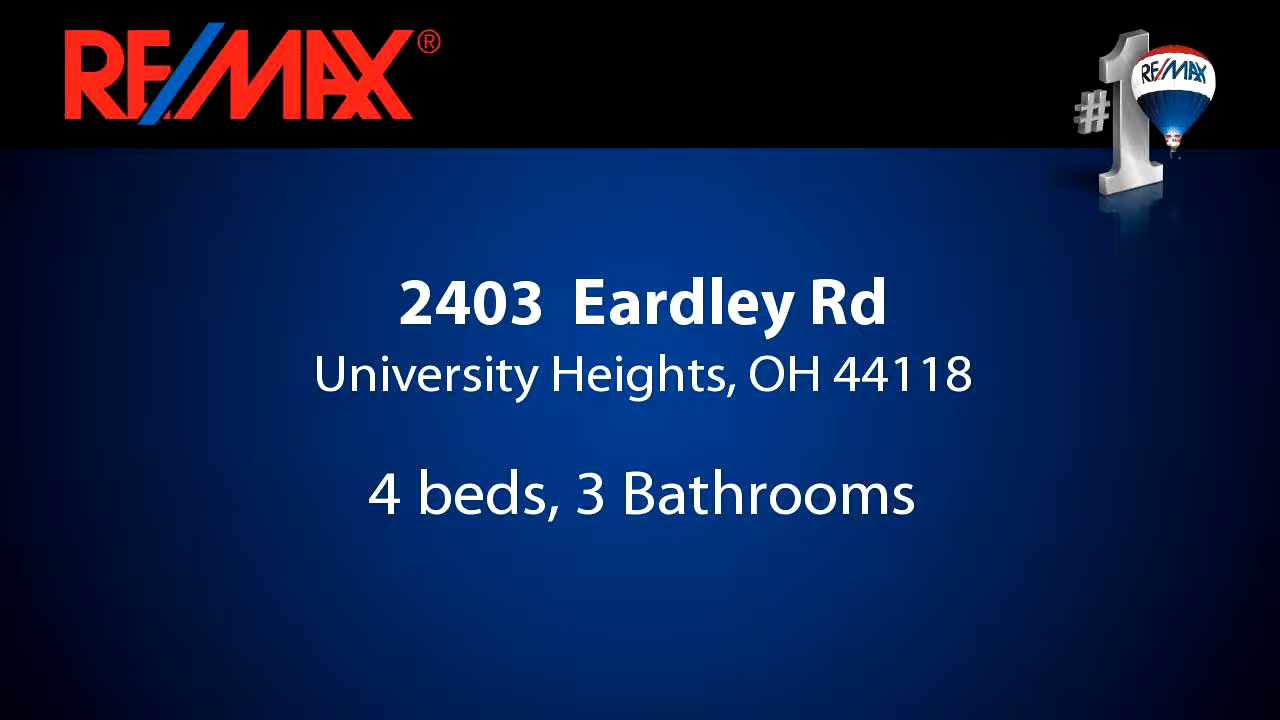 RE/MAX®
#1
RE/MAX
2403 Eardley Rd
University Heights, OH 44118
4 beds, 3 Bathrooms